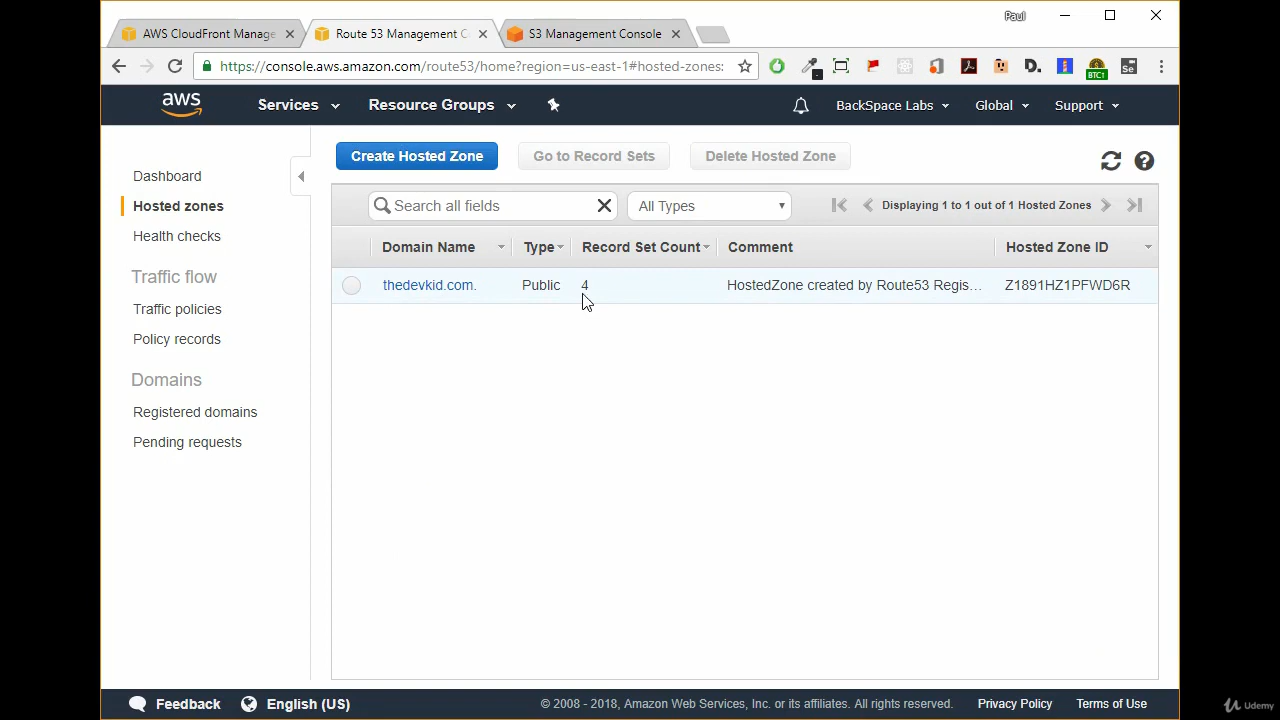 Paul
AWS CloudFront Manage
Route 53 Management C
S3 Management Console
https://console.aws.amazon.com/route53/home?region=us-east-1#hosted-zones:
BTC1
Se
aws
Services
Resource Groups
BackSpace Labs
Global
Support
Dashboard
Hosted zones
Health checks
Traffic flow
Traffic policies
Policy records
Domains
Registered domains
Pending requests
Create Hosted Zone
Go to Record Sets
Delete Hosted Zone
Search all fields
All Types
Displaying 1 to 1 out of 1 Hosted Zones
Domain Name Type Record Set Count Comment Hosted Zone ID
thedevkid.com. Public 4 HostedZone created by Route53 Regis... Z1891HZ1PFWD6R
Feedback
English (US)
© 2008 - 2018, Amazon Web Services, Inc. or its affiliates. All rights reserved.
Privacy Policy
Terms of Use
Udemy